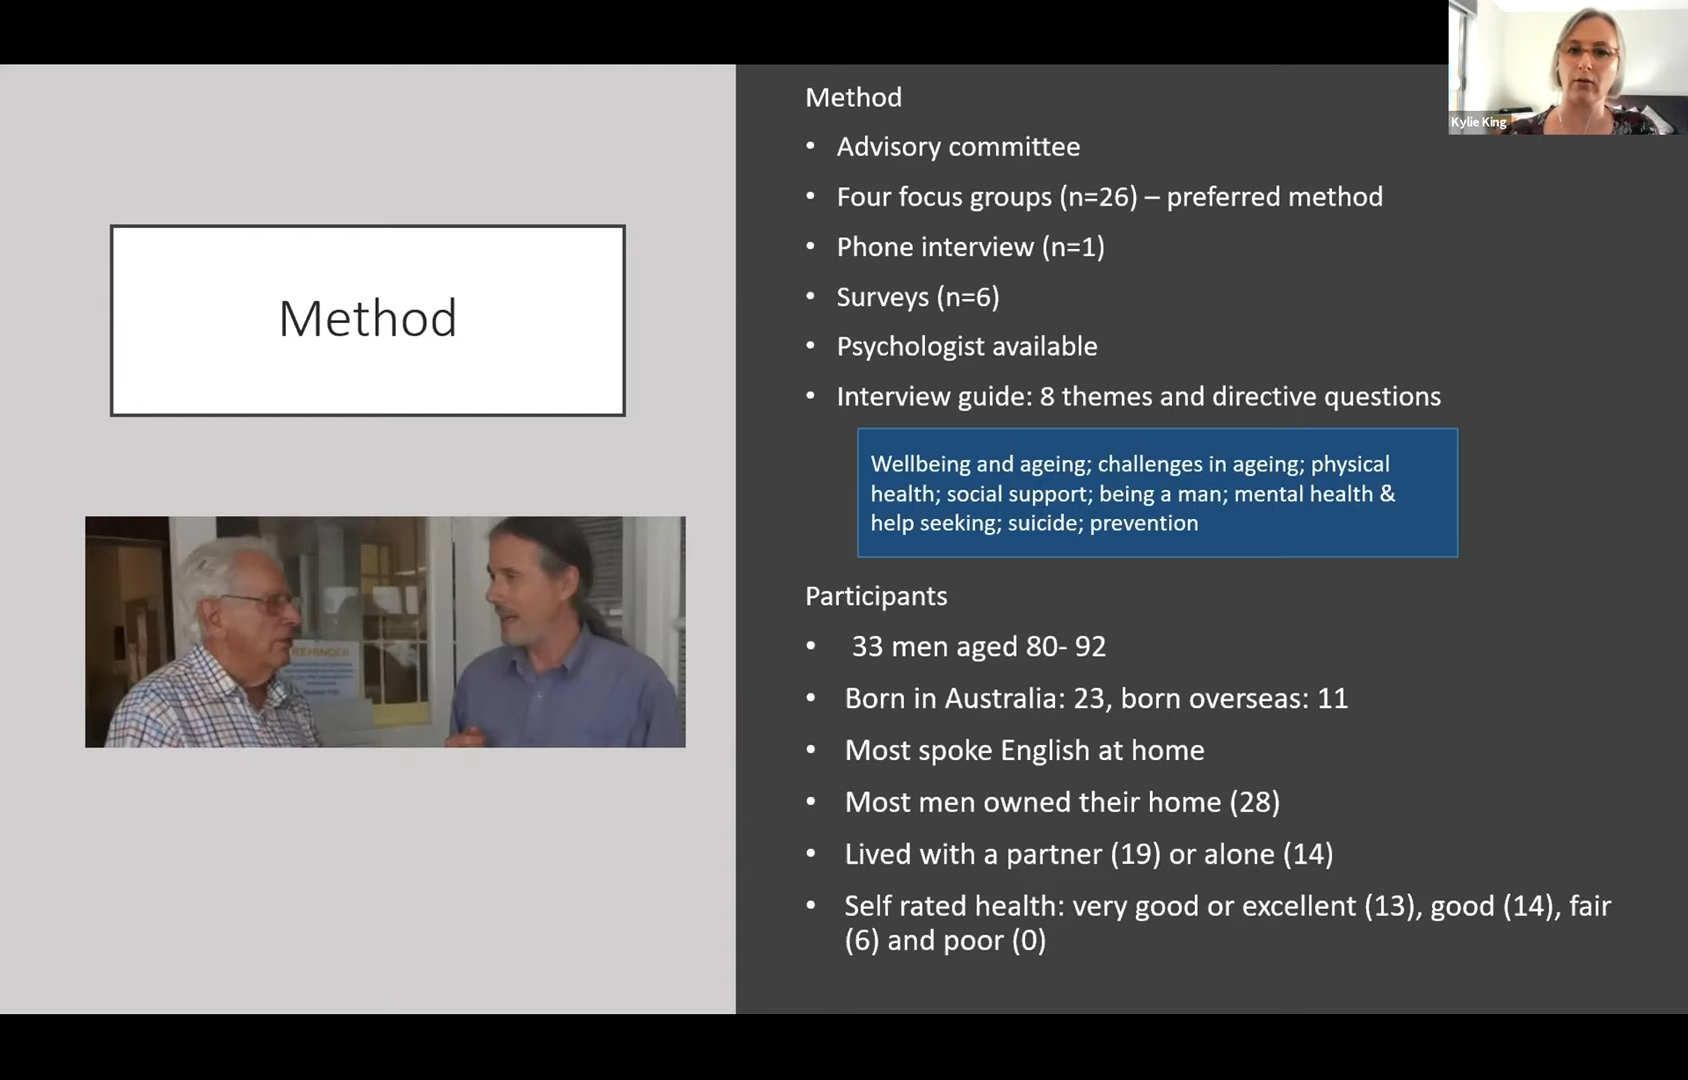 Kylie King
Method
Method
• Advisory committee
• Four focus groups (n=26) – preferred method
• Phone interview (n=1)
• Surveys (n=6)
• Psychologist available
• Interview guide: 8 themes and directive questions
Wellbeing and ageing; challenges in ageing; physical
health; social support; being a man; mental health &
help seeking; suicide; prevention
Participants
• 33 men aged 80- 92
• Born in Australia: 23, born overseas: 11
• Most spoke English at home
• Most men owned their home (28)
• Lived with a partner (19) or alone (14)
• Self rated health: very good or excellent (13), good (14), fair
(6) and poor (0)
REMINDER